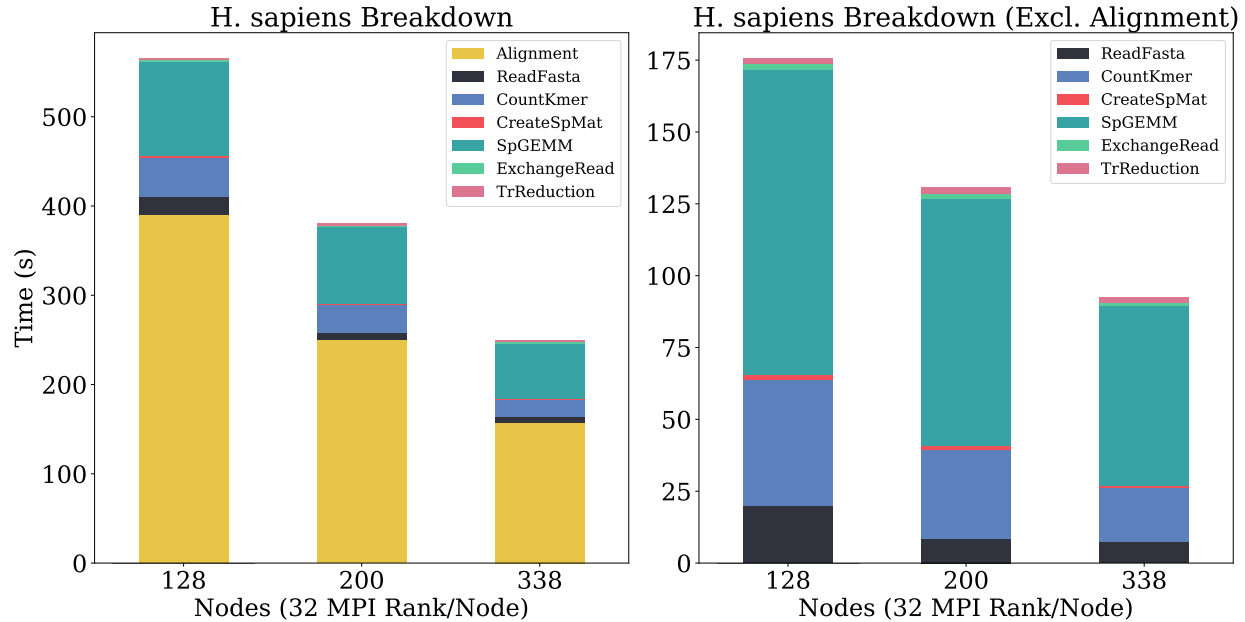 H. sapiens Breakdown
Time (s)
500
400
300
200
100
0
Alignment
ReadFasta
CountKmer
CreateSpMat
SpGEMM
ExchangeRead
TrReduction
128
200
338
Nodes (32 MPI Rank/Node)
H. sapiens Breakdown (Excl. Alignment)
175
150
125
100
75
50
25
0
ReadFasta
CountKmer
CreateSpMat
SpGEMM
ExchangeRead
TrReduction
128
200
338
Nodes (32 MPI Rank/Node)